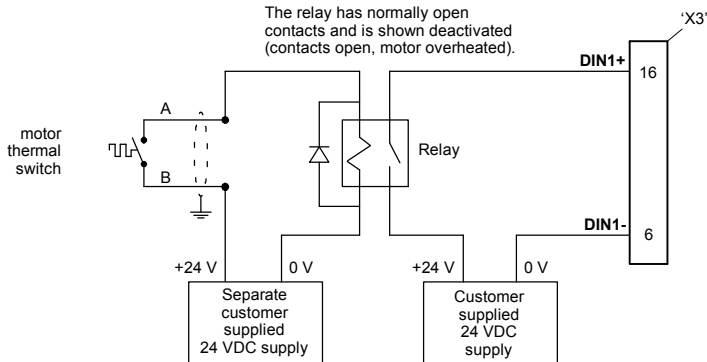 The relay has normally open
contacts and is shown deactivated
(contacts open, motor overheated).
‘X3’
DIN1+
16
A
motor
thermal
switch
Relay
B
DIN1-
6
+24 V
0 V
+24 V
0 V
Separate
customer
supplied
24 VDC supply
Customer
supplied
24 VDC
supply